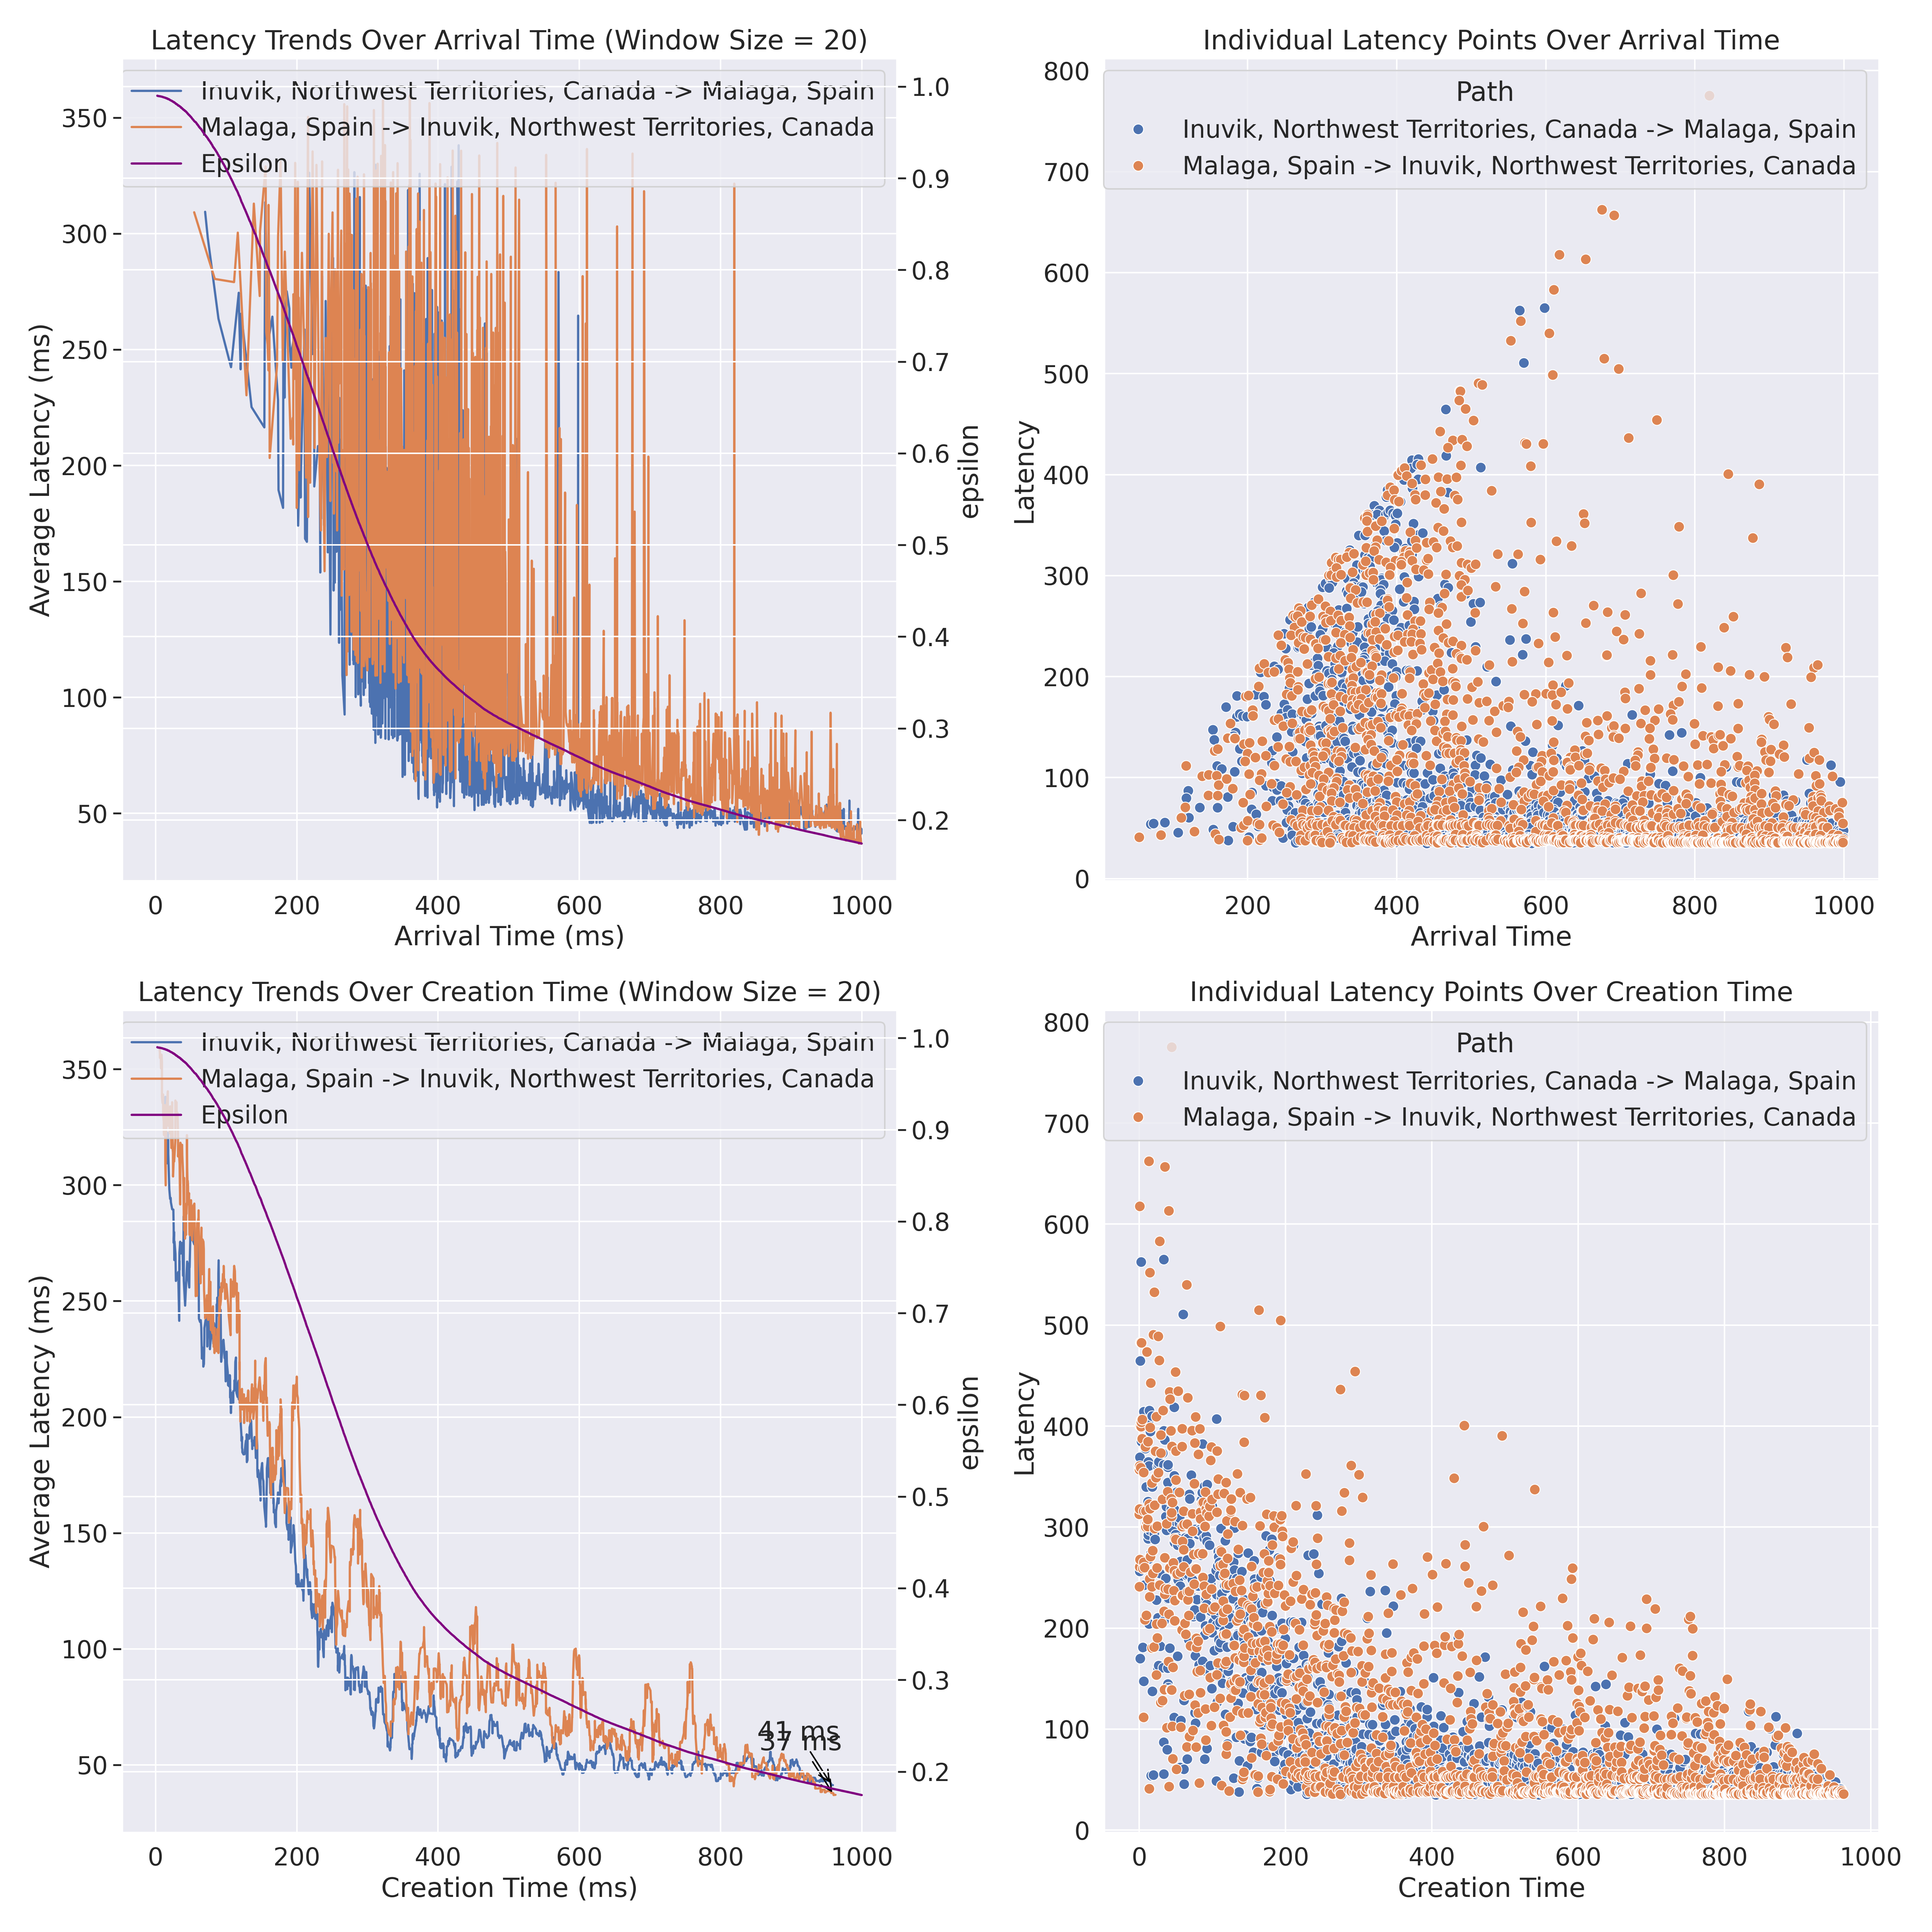 Latency Trends Over Arrival Time (Window Size = 20)
Inuvik, Northwest Territories, Canada -> Malaga, Spain
Malaga, Spain -> Inuvik, Northwest Territories, Canada
Epsilon
350
300
250
200
150
100
50
Average Latency (ms)
1.0
0.9
0.8
0.7
0.6
0.5
0.4
0.3
0.2
epsilon
0 200 400 600 800 1000
Arrival Time (ms)
Individual Latency Points Over Arrival Time
Path
Inuvik, Northwest Territories, Canada -> Malaga, Spain
Malaga, Spain -> Inuvik, Northwest Territories, Canada
800
700
600
500
400
300
200
100
0
Latency
200 400 600 800 1000
Arrival Time
Latency Trends Over Creation Time (Window Size = 20)
Inuvik, Northwest Territories, Canada -> Malaga, Spain
Malaga, Spain -> Inuvik, Northwest Territories, Canada
Epsilon
350
300
250
200
150
100
50
Average Latency (ms)
1.0
0.9
0.8
0.7
0.6
0.5
0.4
0.3
0.2
epsilon
41 ms
37 ms
0 200 400 600 800 1000
Creation Time (ms)
Individual Latency Points Over Creation Time
Path
Inuvik, Northwest Territories, Canada -> Malaga, Spain
Malaga, Spain -> Inuvik, Northwest Territories, Canada
800
700
600
500
400
300
200
100
0
Latency
0 200 400 600 800 1000
Creation Time